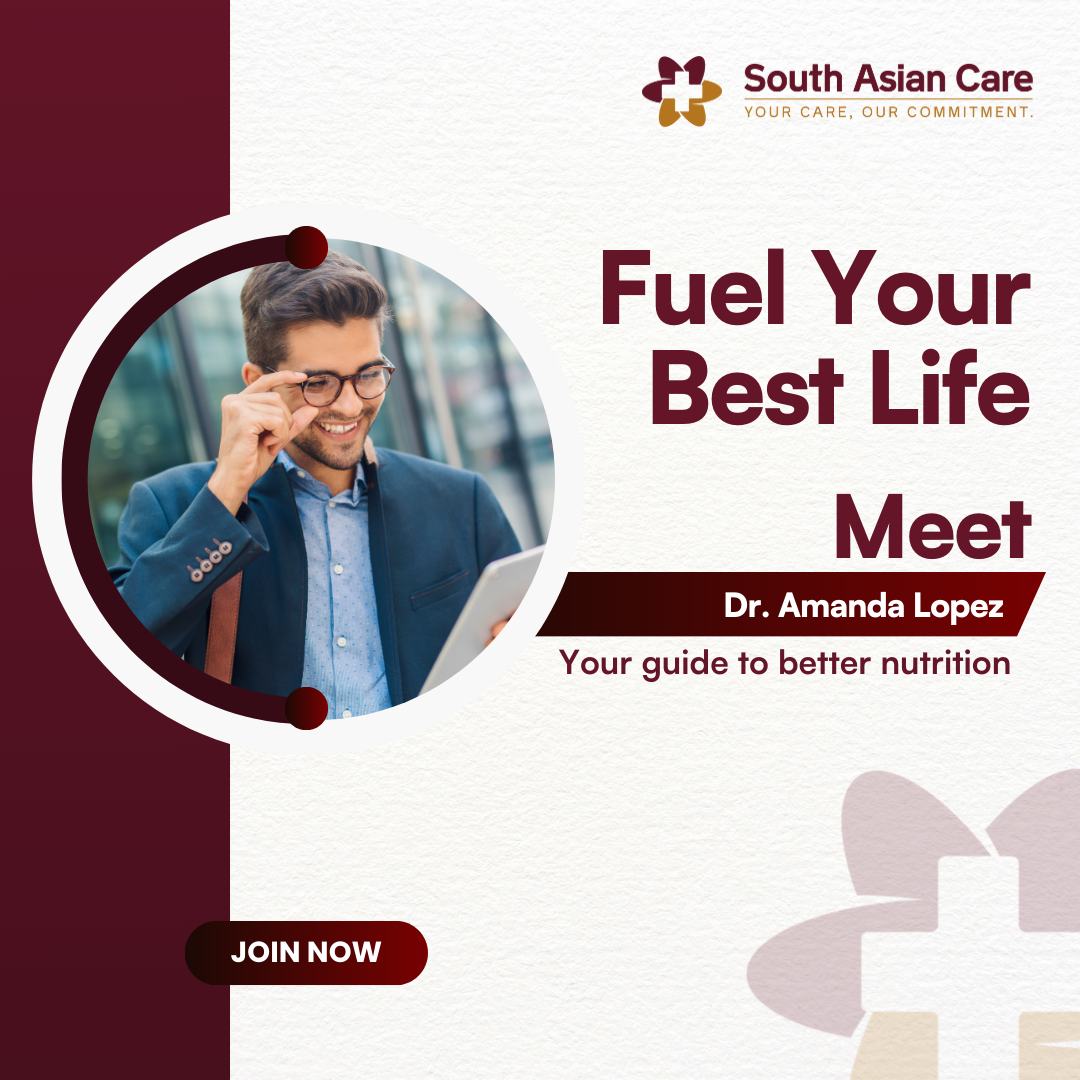 South Asian Care
YOUR CARE, OUR COMMITMENT.
Fuel Your
Best Life
Meet
Dr. Amanda Lopez
Your guide to better nutrition
JOIN NOW